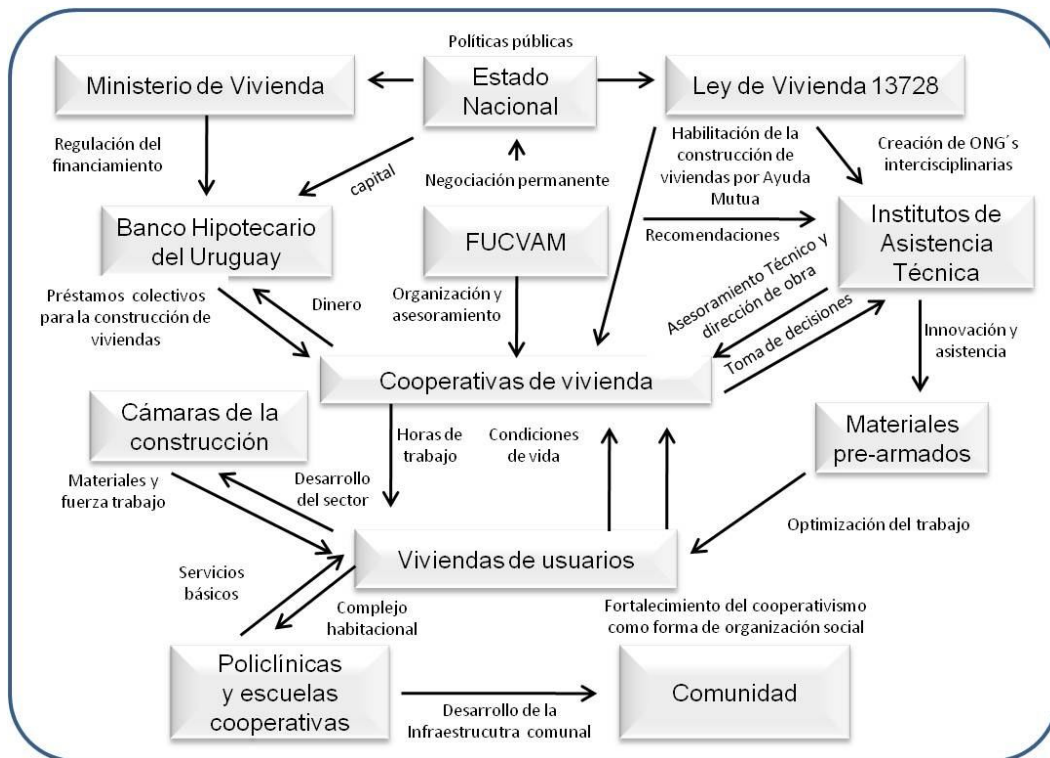 Políticas públicas
Ministerio de Vivienda
Estado
Nacional
Ley de Vivienda 13728
Regulación del
financiamiento
capital
Negociación permanente
Habilitación de la
construcción de
viviendas por Ayuda
Mutua
Creación de ONG´s
intercisciplinarias
Banco Hipotecario
del Uruguay
FUCVAM
Recomendaciones
Institutos de
Asistencia
Técnica
Préstamos colectivos
para la construcción de
viviendas
Dinero
Organización y
asesoramiento
Asesoramiento Técnico y
dirección de obra
Toma de decisiones
Innovación y
asistencia
Cooperativas de vivienda
Cámaras de la
construcción
Horas de
trabajo
Condiciones
de vida
Materiales
pre-armados
Materiales y
fuerza trabajo
Desarrollo
del sector
Optimización del trabajo
Viviendas de usuarios
Servicios
básicos
Complejo
habitacional
Fortalecimiento del cooperativismo
como forma de organización social
Policlínicas
y escuelas
cooperativas
Desarrollo de la
Infraestrucutra comunal
Comunidad